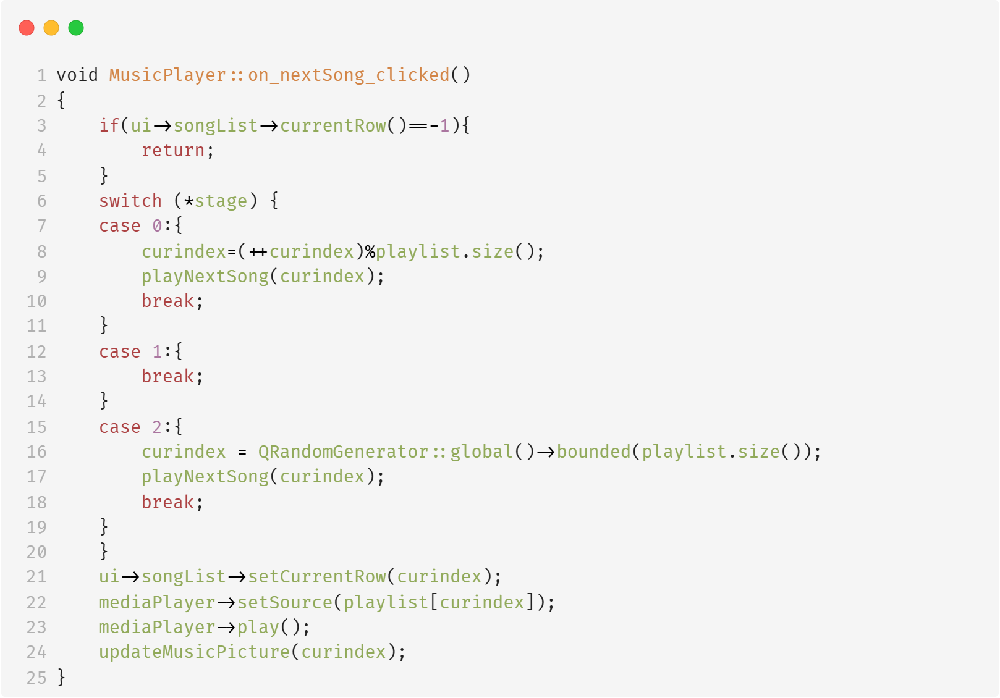 1 void MusicPlayer::on_nextSong_clicked()
2 {
3     if(ui->songList->currentRow()==-1){
4         return;
5     }
6     switch (*stage) {
7     case 0:{
8         curindex=(++curindex)%playlist.size();
9         playNextSong(curindex);
10         break;
11     }
12     case 1:{
13         break;
14     }
15     case 2:{
16         curindex = QRandomGenerator::global()->bounded(playlist.size());
17         playNextSong(curindex);
18         break;
19     }
20     }
21     ui->songList->setCurrentRow(curindex);
22     mediaPlayer->setSource(playlist[curindex]);
23     mediaPlayer->play();
24     updateMusicPicture(curindex);
25 }